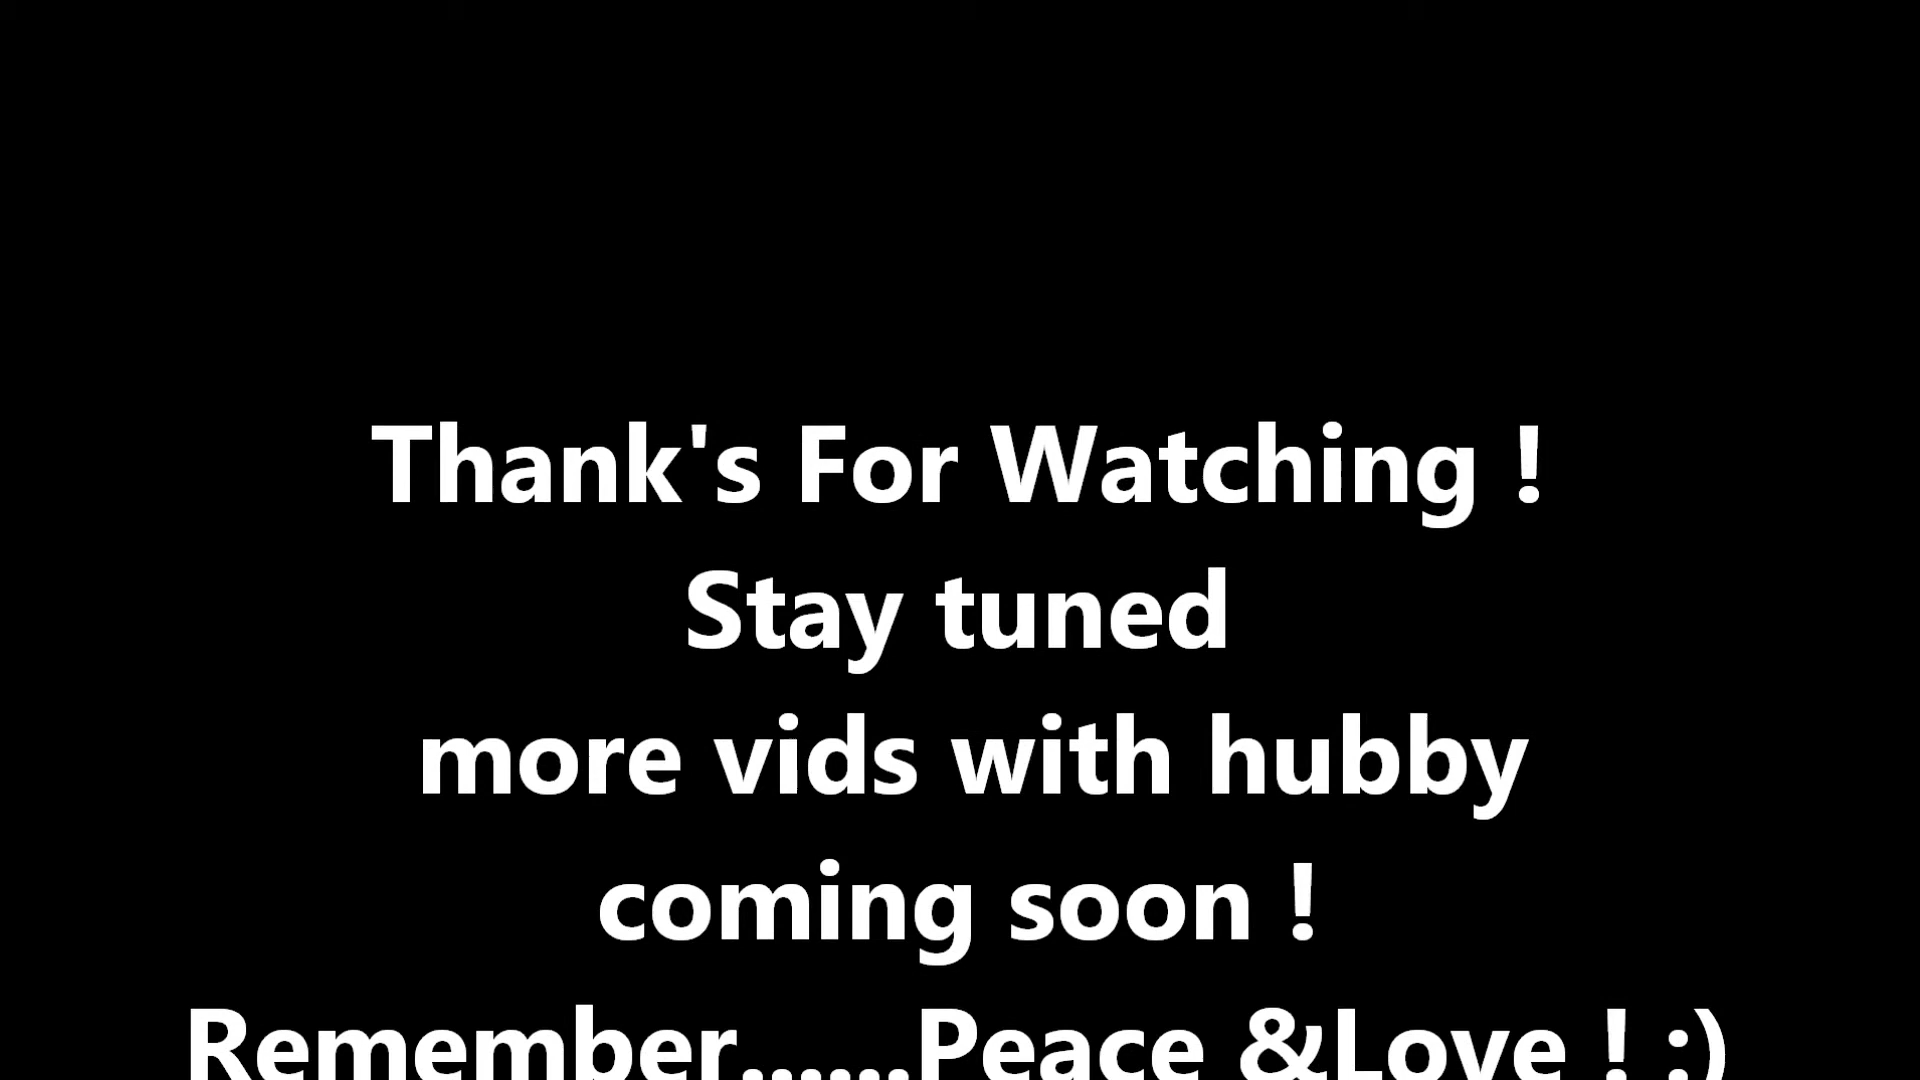 Thank's For Watching !
Stay tuned
more vids with hubby
coming soon !
Remember......Peace &Love ! :)